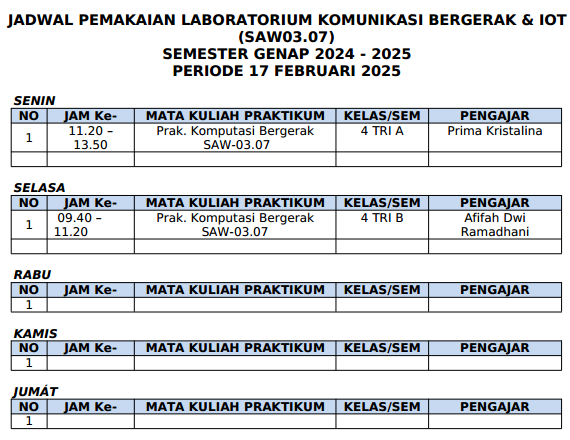 JADWAL PEMAKAIAN LABORATORIUM KOMUNIKASI BERGERAK & IOT
(SAW03.07)
SEMESTER GENAP 2024 - 2025
PERIODE 17 FEBRUARI 2025
SENIN
NO JAM Ke- MATA KULIAH PRAKTIKUM KELAS/SEM PENGAJAR
1 11.20 – 13.50 Prak. Komputasi Bergerak SAW-03.07 4 TRI A Prima Kristalina
SELASA
NO JAM Ke- MATA KULIAH PRAKTIKUM KELAS/SEM PENGAJAR
1 09.40 – 11.20 Prak. Komputasi Bergerak SAW-03.07 4 TRI B Afifah Dwi Ramadhani
RABU
NO JAM Ke- MATA KULIAH PRAKTIKUM KELAS/SEM PENGAJAR
1
KAMIS
NO JAM Ke- MATA KULIAH PRAKTIKUM KELAS/SEM PENGAJAR
1
JUMÁT
NO JAM Ke- MATA KULIAH PRAKTIKUM KELAS/SEM PENGAJAR
1